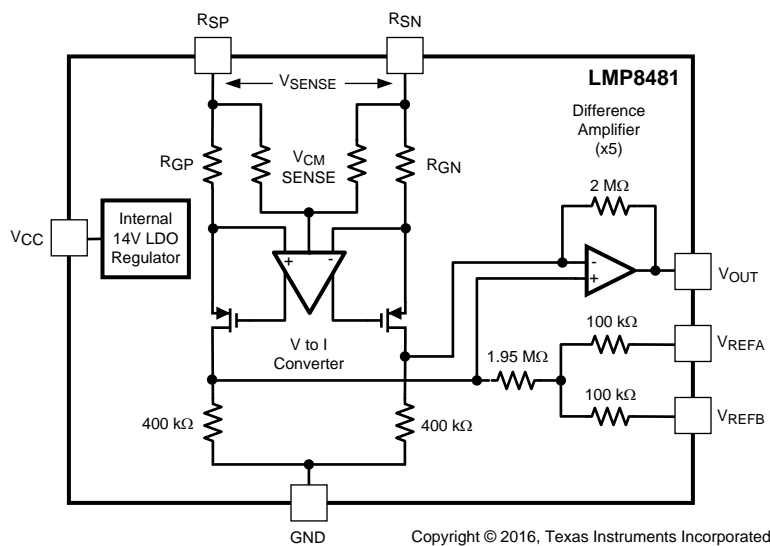 RSP
RSN
VSENSE
LMP8481
Difference
Amplifier
(x5)
RGP
VCM
SENSE
RGN
2 MΩ
VCC
Internal
14V LDO
Regulator
+
-
-
+
VOUT
V to I
Converter
1.95 MΩ
100 kΩ
VREFA
100 kΩ
VREFB
400 kΩ
400 kΩ
GND
Copyright © 2016, Texas Instruments Incorporated